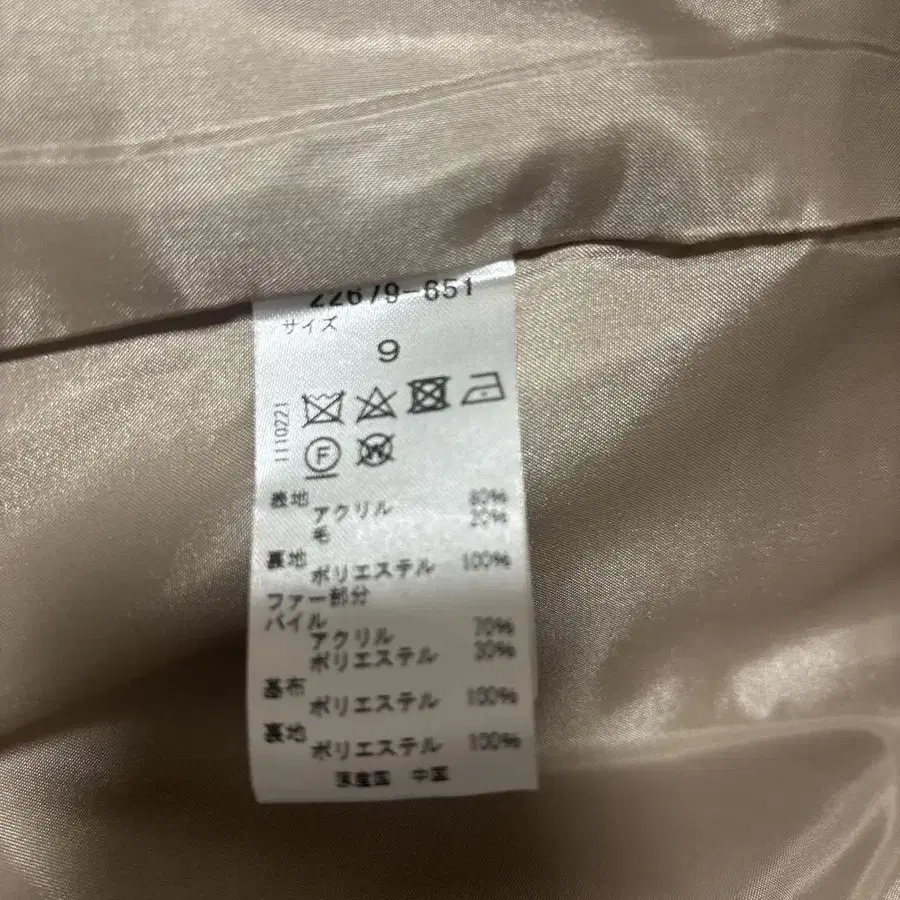 22679-851
サイズ
9
1110221
F
W
表地
アクリル 80%
毛 20%
裏地
ポリエステル 100%
ファー部分
パイル
アクリル 70%
ポリエステル 30%
基布
ポリエステル 100%
裏地
ポリエステル 100%
原産国 中国